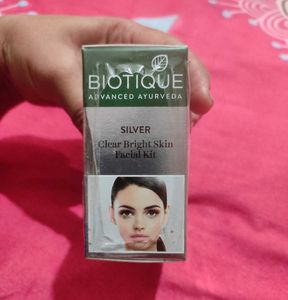 BIOTIQUE
ADVANCED AYURVEDA
SILVER
Clear Bright Skin
Facial Kit